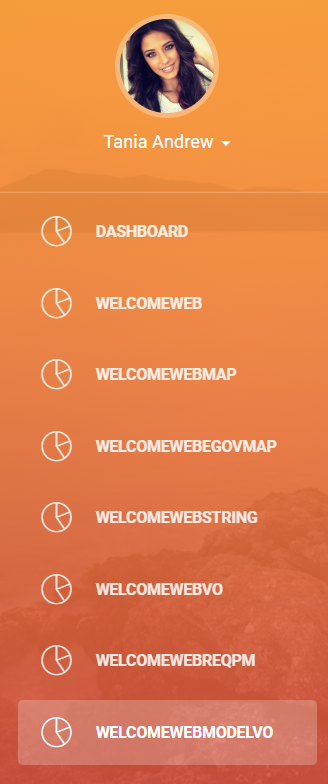 Tania Andrew
DASHBOARD
WELCOMEWEB
WELCOMEWEBMAP
WELCOMEWEBEGOVMAP
WELCOMEWEBSTRING
WELCOMEWEBVO
WELCOMEWEBREQPM
WELCOMEWEBMODELVO